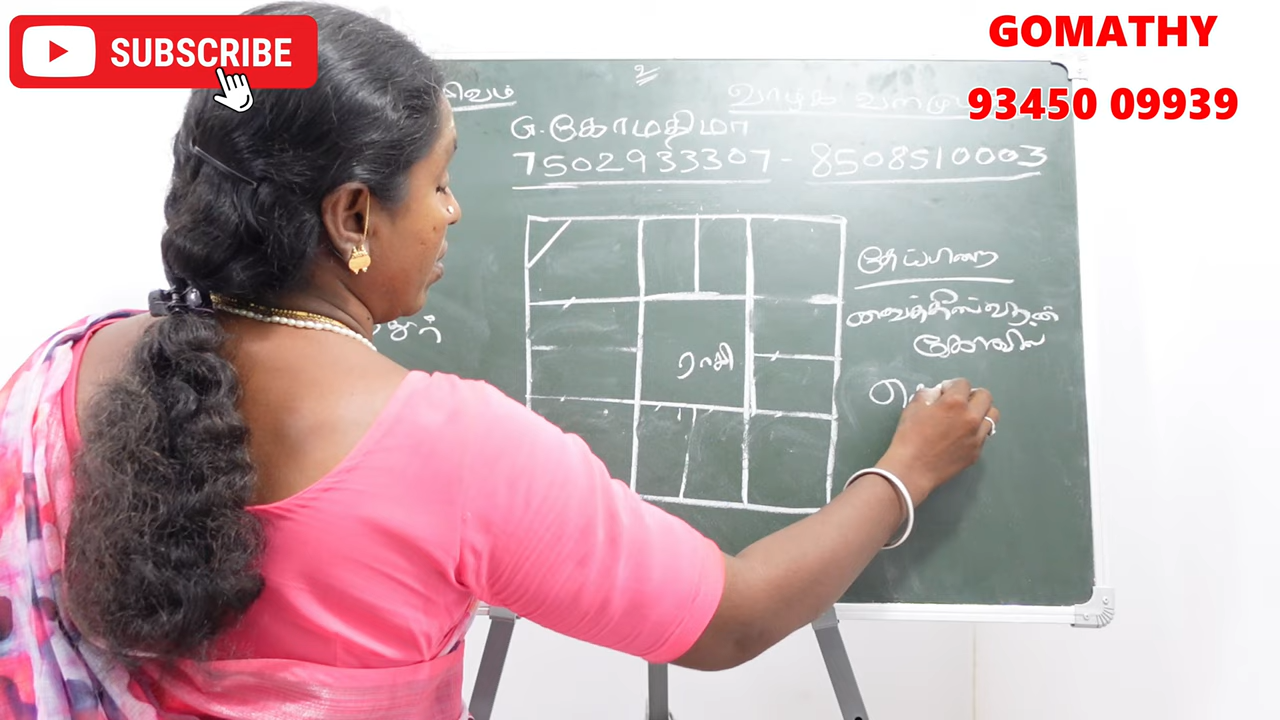 SUBSCRIBE
GOMATHY
93450 09939
உ
வாழ்க
G.கோமதிமா
7502933307 - 8508510003
தேய்பிறை
வைத்தீஸ்வரன்
கோவில்
ராசி